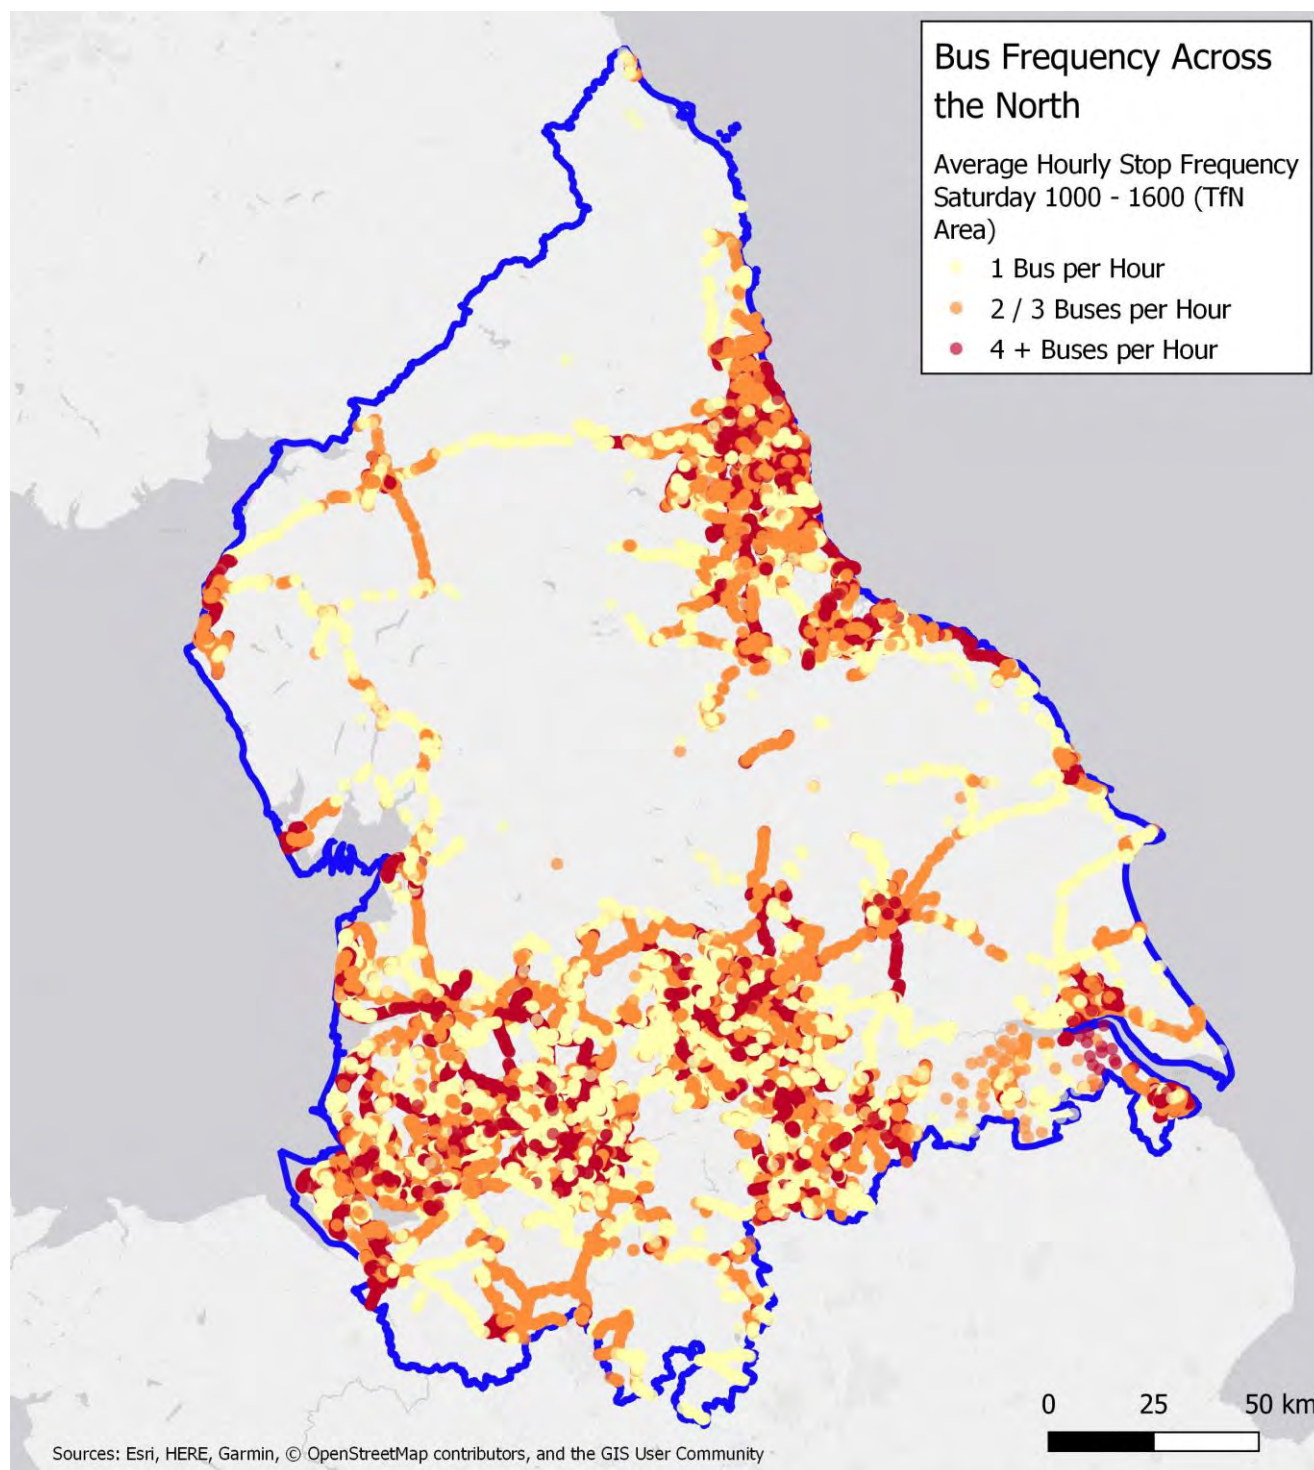 Bus Frequency Across
the North
Average Hourly Stop Frequency
Saturday 1000 - 1600 (TfN
Area)
1 Bus per Hour
2 / 3 Buses per Hour
4 + Buses per Hour
0 25 50 km
Sources: Esri, HERE, Garmin, © OpenStreetMap contributors, and the GIS User Community